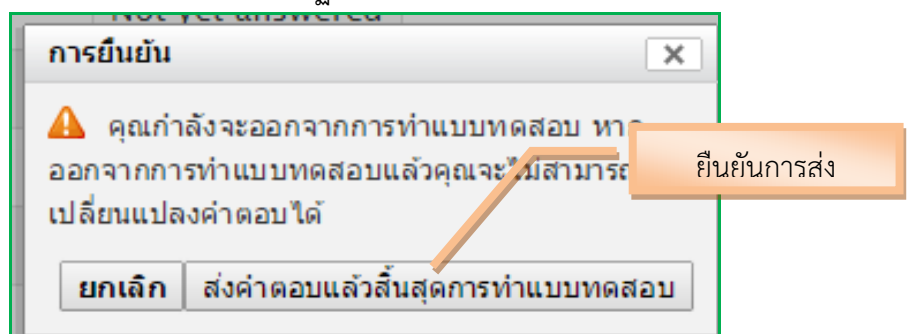 Not yet answered
การยืนยัน
คุณกำลังจะออกจากการทำแบบทดสอบ
ออกจากการทำแบบทดสอบแล้วคุณจะไม่สามารถ
เปลี่ยนแปลงคำตอบได้
ยืนยันการส่ง
ยกเลิก ส่งคำตอบแล้วสิ้นสุดการทำแบบทดสอบ